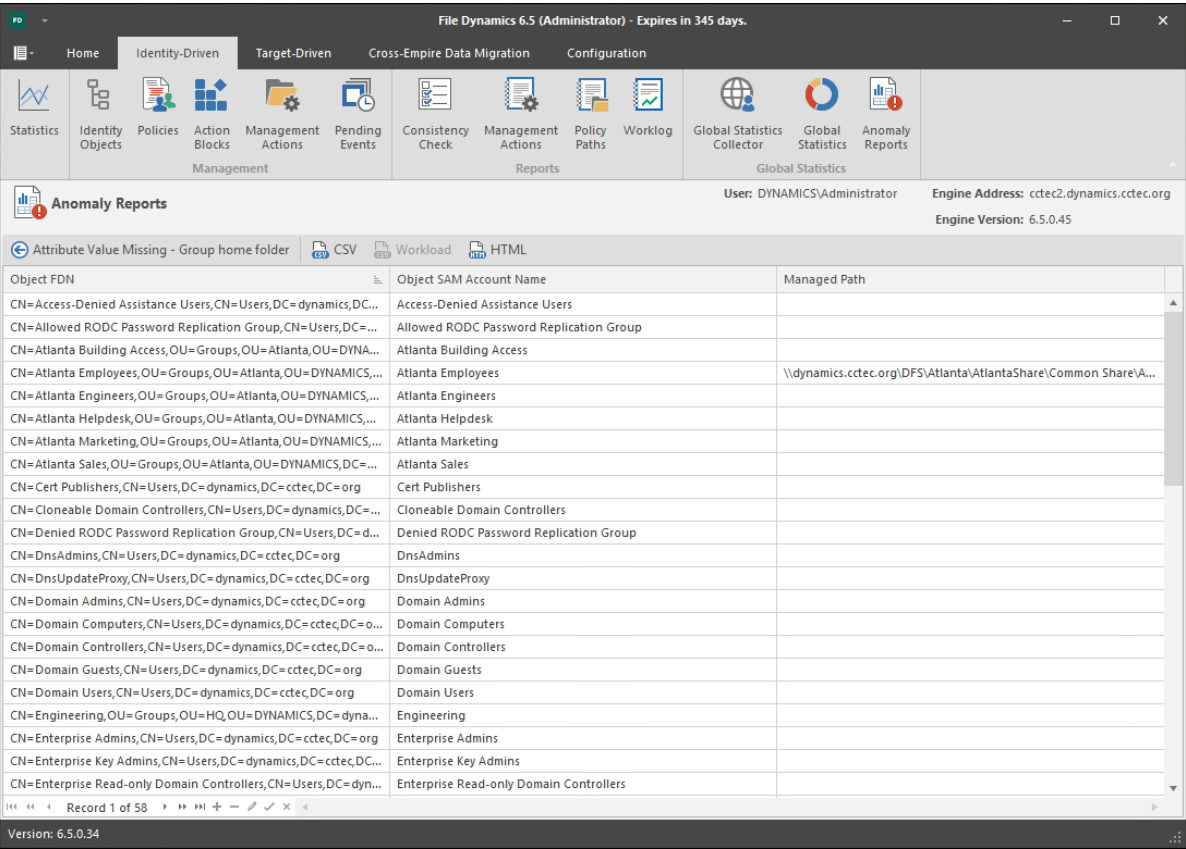 FD
File Dynamics 6.5 (Administrator) - Expires in 345 days.
Home Identity-Driven Target-Driven Cross-Empire Data Migration Configuration
Statistics
Identity Objects
Policies
Action Blocks
Management Actions
Pending Events
Consistency Check
Management Actions
Policy Paths
Worklog
Global Statistics Collector
Global Statistics
Anomaly Reports
Management Reports Global Statistics
Anomaly Reports
User: DYNAMICS\Administrator Engine Address: cctec2.dynamics.cctec.org
Engine Version: 6.5.0.45
Attribute Value Missing - Group home folder CSV Workload HTML
Object FDN Object SAM Account Name Managed Path
CN=Access-Denied Assistance Users,CN=Users,DC=dynamics,DC... Access-Denied Assistance Users
CN=Allowed RODC Password Replication Group,CN=Users,DC=... Allowed RODC Password Replication Group
CN=Atlanta Building Access,OU=Groups,OU=Atlanta,OU=DYNA... Atlanta Building Access
CN=Atlanta Employees,OU=Groups,OU=Atlanta,OU=DYNAMICS,... Atlanta Employees \\dynamics.cctec.org\DFS\Atlanta\AtlantaShare\Common Share\A...
CN=Atlanta Engineers,OU=Groups,OU=Atlanta,OU=DYNAMICS,... Atlanta Engineers
CN=Atlanta Helpdesk,OU=Groups,OU=Atlanta,OU=DYNAMICS,... Atlanta Helpdesk
CN=Atlanta Marketing,OU=Groups,OU=Atlanta,OU=DYNAMICS,... Atlanta Marketing
CN=Atlanta Sales,OU=Groups,OU=Atlanta,OU=DYNAMICS,DC=... Atlanta Sales
CN=Cert Publishers,CN=Users,DC=dynamics,DC=cctec,DC=org Cert Publishers
CN=Cloneable Domain Controllers,CN=Users,DC=dynamics,DC=... Cloneable Domain Controllers
CN=Denied RODC Password Replication Group,CN=Users,DC=d... Denied RODC Password Replication Group
CN=DnsAdmins,CN=Users,DC=dynamics,DC=cctec,DC=org DnsAdmins
CN=DnsUpdateProxy,CN=Users,DC=dynamics,DC=cctec,DC=org DnsUpdateProxy
CN=Domain Admins,CN=Users,DC=dynamics,DC=cctec,DC=org Domain Admins
CN=Domain Computers,CN=Users,DC=dynamics,DC=cctec,DC=o... Domain Computers
CN=Domain Controllers,CN=Users,DC=dynamics,DC=cctec,DC=o... Domain Controllers
CN=Domain Guests,CN=Users,DC=dynamics,DC=cctec,DC=org Domain Guests
CN=Domain Users,CN=Users,DC=dynamics,DC=cctec,DC=org Domain Users
CN=Engineering,OU=Groups,OU=HQ,OU=DYNAMICS,DC=dyna... Engineering
CN=Enterprise Admins,CN=Users,DC=dynamics,DC=cctec,DC=org Enterprise Admins
CN=Enterprise Key Admins,CN=Users,DC=dynamics,DC=cctec,DC... Enterprise Key Admins
CN=Enterprise Read-only Domain Controllers,CN=Users,DC=dyn... Enterprise Read-only Domain Controllers
Record 1 of 58
Version: 6.5.0.34